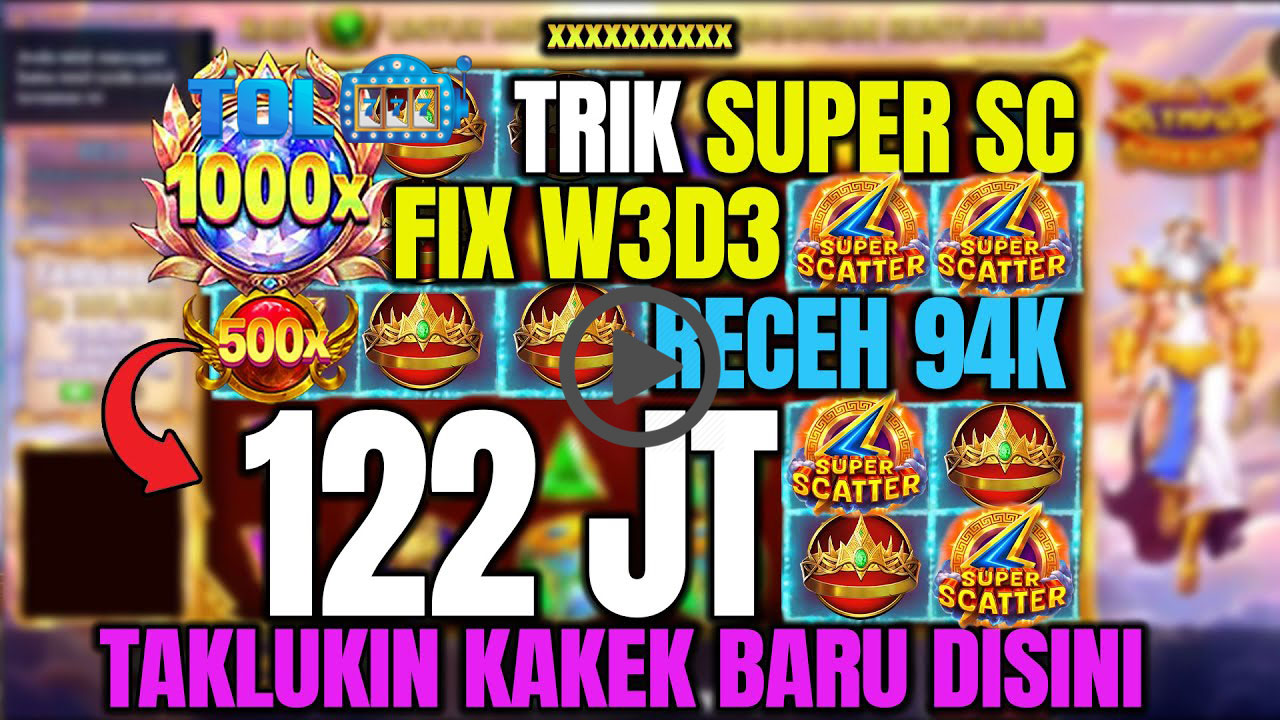 XXXXXXXXXX
TOL 777
1000x
TRIK SUPER SC
FIX W3D3
SUPER SCATTER
SUPER SCATTER
500x
RECEH 94K
122 JT
SUPER SCATTER
SUPER SCATTER
TAKLUKIN KAKEK BARU DISINI